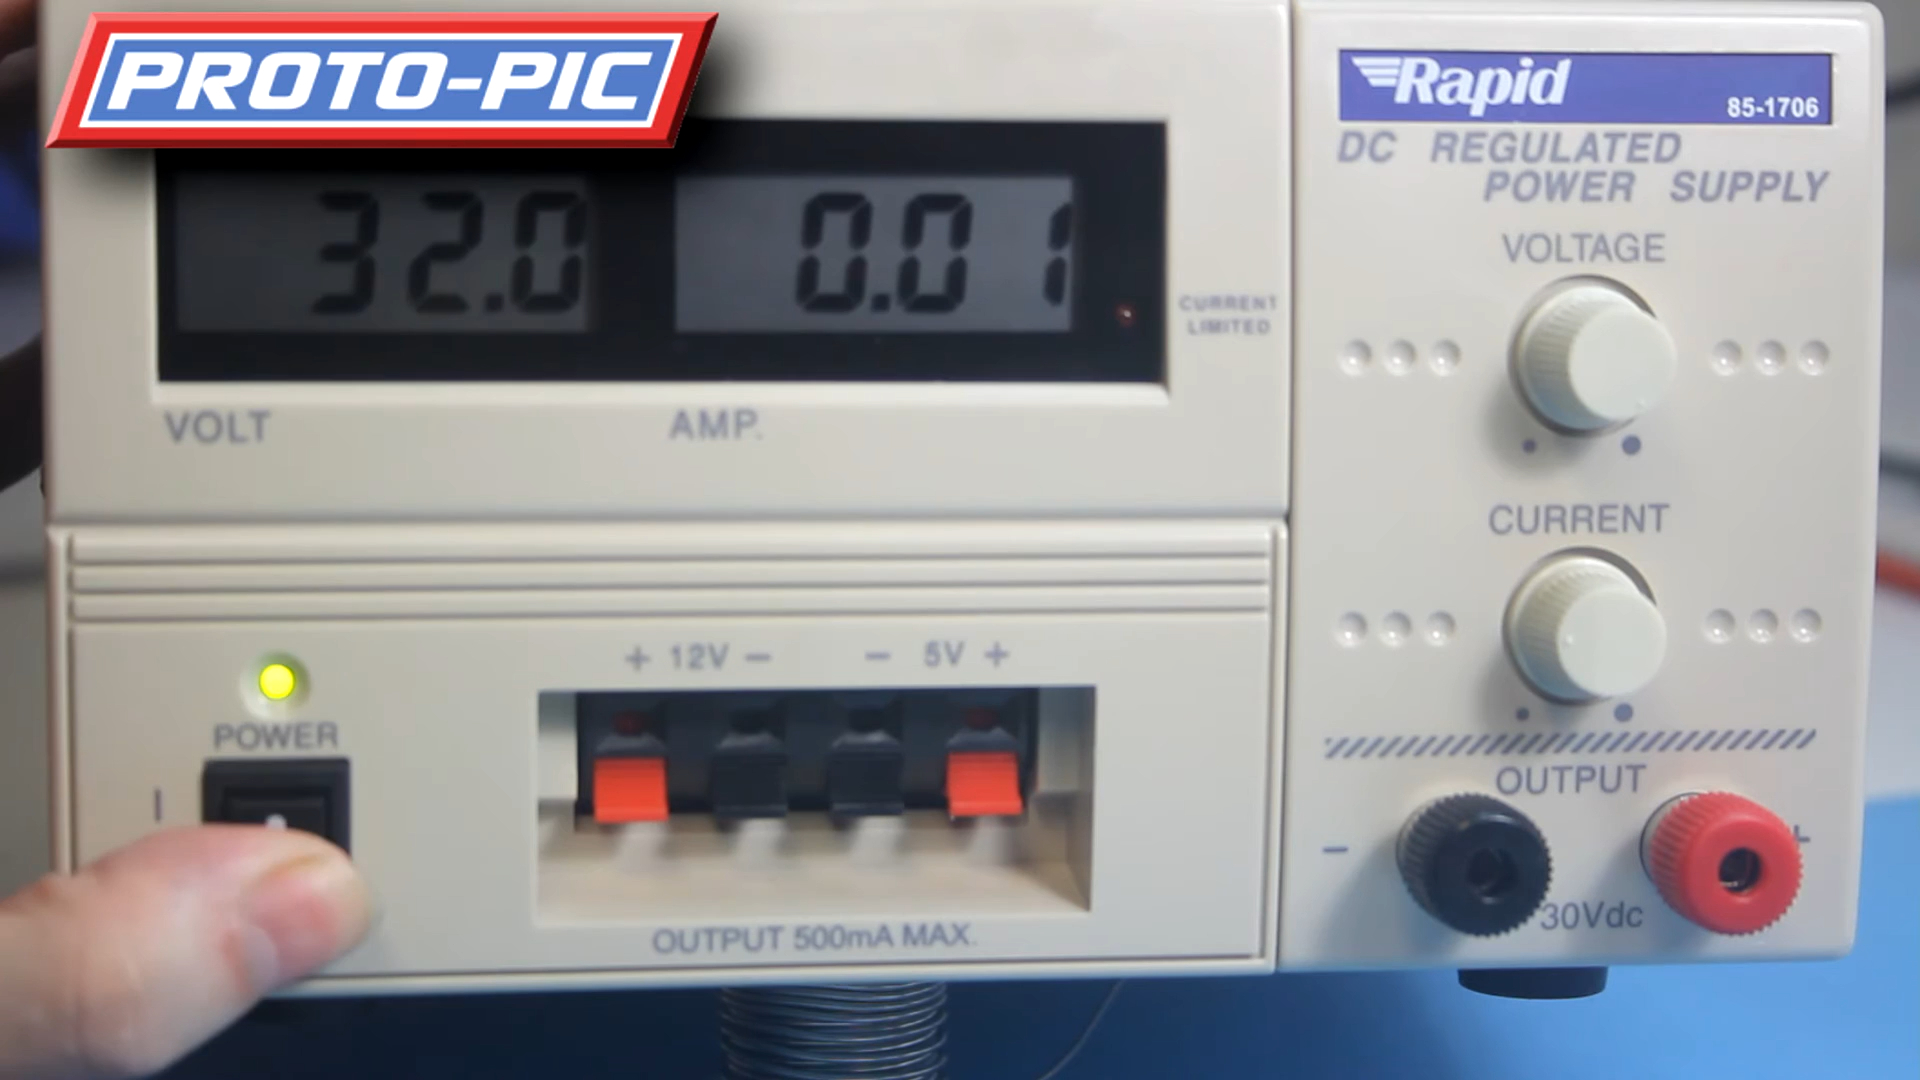 PROTO-PIC
32.0
0.01
CURRENT
LIMITED
VOLT
AMP.
Rapid
85-1706
DC REGULATED
POWER SUPPLY
VOLTAGE
CURRENT
+ 12V − − 5V +
POWER
I
OUTPUT 500mA MAX.
OUTPUT
− +
30Vdc